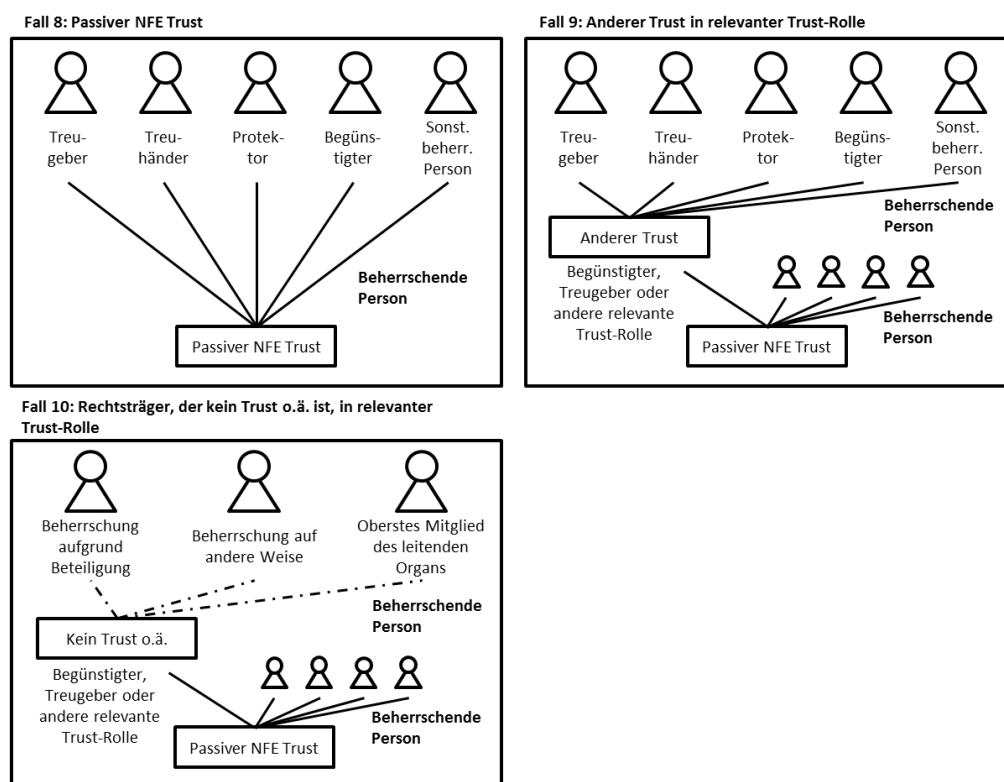 Fall 8: Passiver NFE Trust
Treu-
geber
Treu-
händer
Protek-
tor
Begüns-
tigter
Sonst.
beherr.
Person
Beherrschende
Person
Passiver NFE Trust
Fall 9: Anderer Trust in relevanter Trust-Rolle
Treu-
geber
Treu-
händer
Protek-
tor
Begüns-
tigter
Sonst.
beherr.
Person
Beherrschende
Person
Anderer Trust
Begünstigter,
Treugeber oder
andere relevante
Trust-Rolle
Beherrschende
Person
Passiver NFE Trust
Fall 10: Rechtsträger, der kein Trust o.ä. ist, in relevanter
Trust-Rolle
Beherrschung
aufgrund
Beteiligung
Beherrschung auf
andere Weise
Oberstes Mitglied
des leitenden
Organs
Beherrschende
Person
Kein Trust o.ä.
Begünstigter,
Treugeber oder
andere relevante
Trust-Rolle
Beherrschende
Person
Passiver NFE Trust